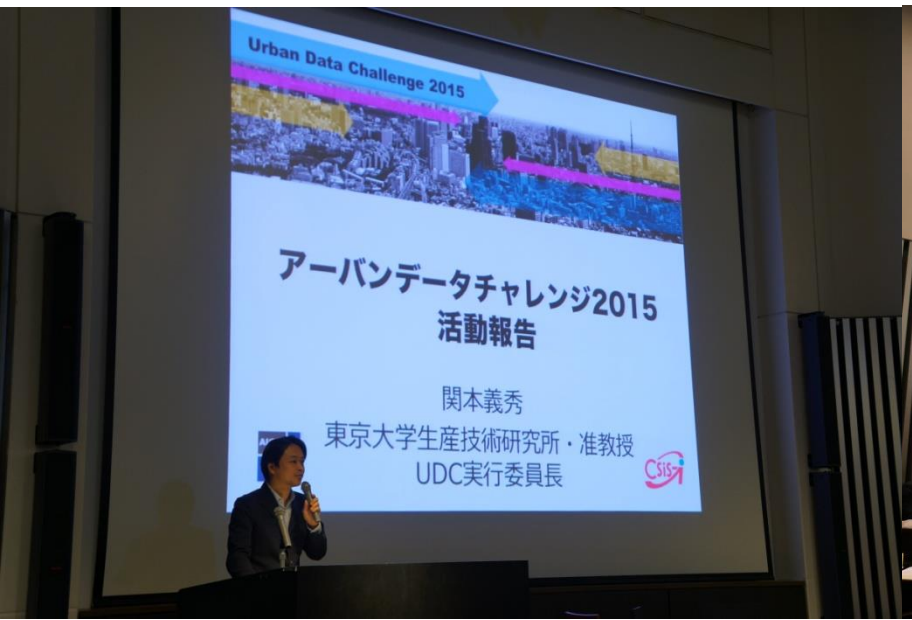 Urban Data Challenge 2015
アーバンデータチャレンジ2015
活動報告
関本義秀
東京大学生産技術研究所・准教授
UDC実行委員長
CSiS-i